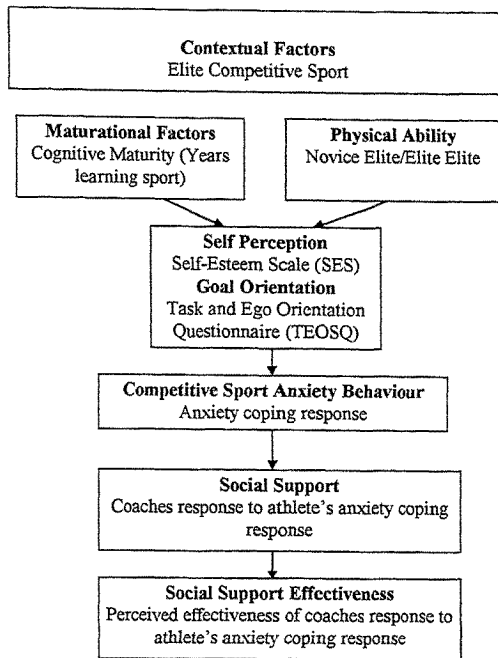 Contextual Factors
Elite Competitive Sport
Maturational Factors
Cognitive Maturity (Years
learning sport)
Physical Ability
Novice Elite/Elite Elite
Self Perception
Self-Esteem Scale (SES)
Goal Orientation
Task and Ego Orientation
Questionnaire (TEOSQ)
Competitive Sport Anxiety Behaviour
Anxiety coping response
Social Support
Coaches response to athlete's anxiety coping
response
Social Support Effectiveness
Perceived effectiveness of coaches response to
athlete's anxiety coping response